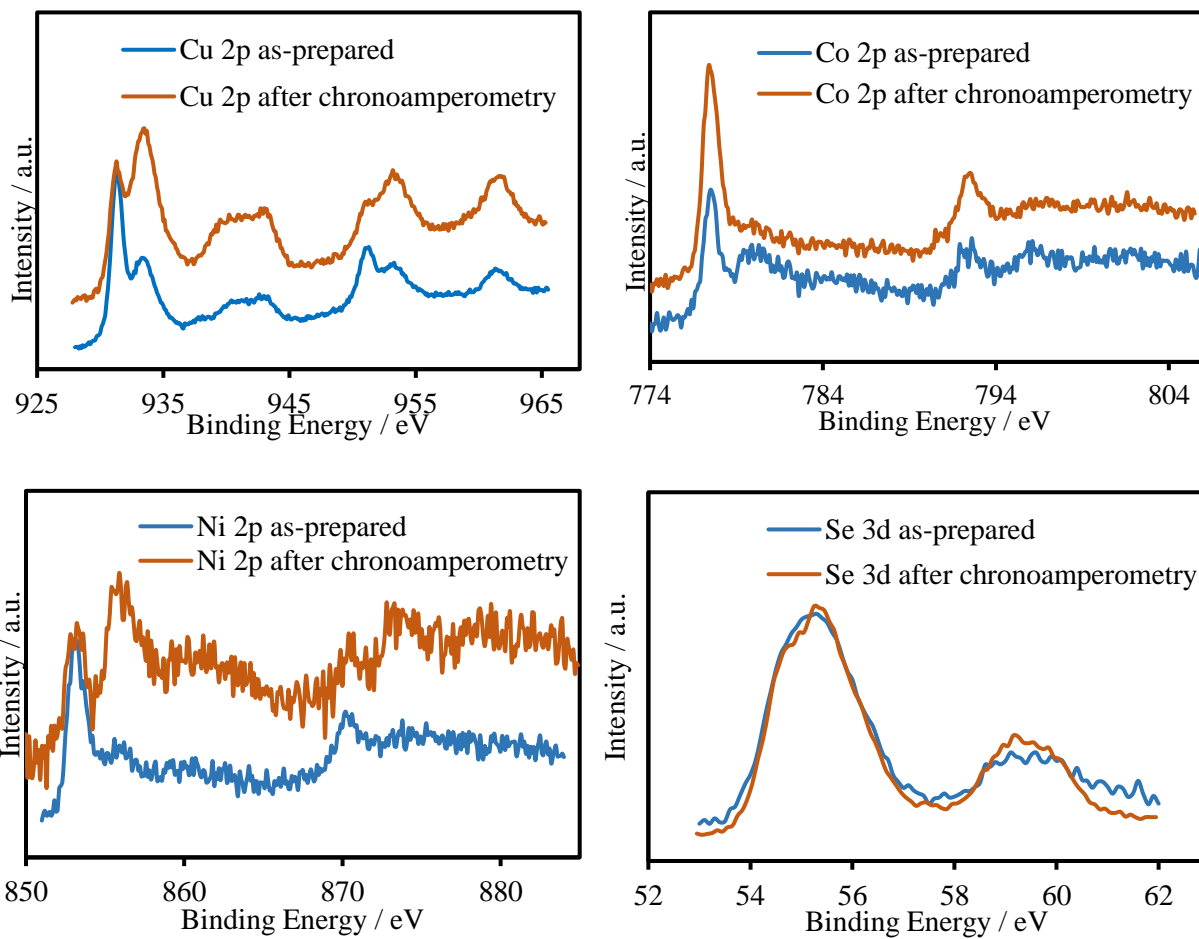 Cu 2p as-prepared
Cu 2p after chronoamperometry
Intensity / a.u.
925 935 945 955 965
Binding Energy / eV
Co 2p as-prepared
Co 2p after chronoamperometry
Intensity / a.u.
774 784 794 804
Binding Energy / eV
Ni 2p as-prepared
Ni 2p after chronoamperometry
Intensity / a.u.
850 860 870 880
Binding Energy / eV
Se 3d as-prepared
Se 3d after chronoamperometry
Intensity / a.u.
52 54 56 58 60 62
Binding Energy / eV